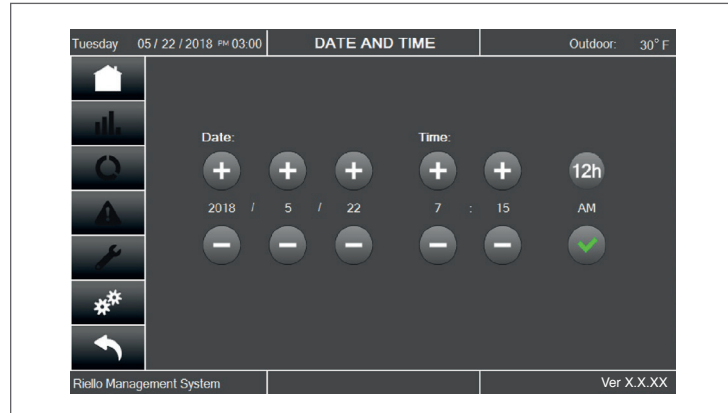 Tuesday 05 / 22 / 2018 PM 03:00 DATE AND TIME Outdoor: 30° F
Date: Time:
12h
2018 / 5 / 22 7 : 15 AM
Riello Management System Ver X.X.XX